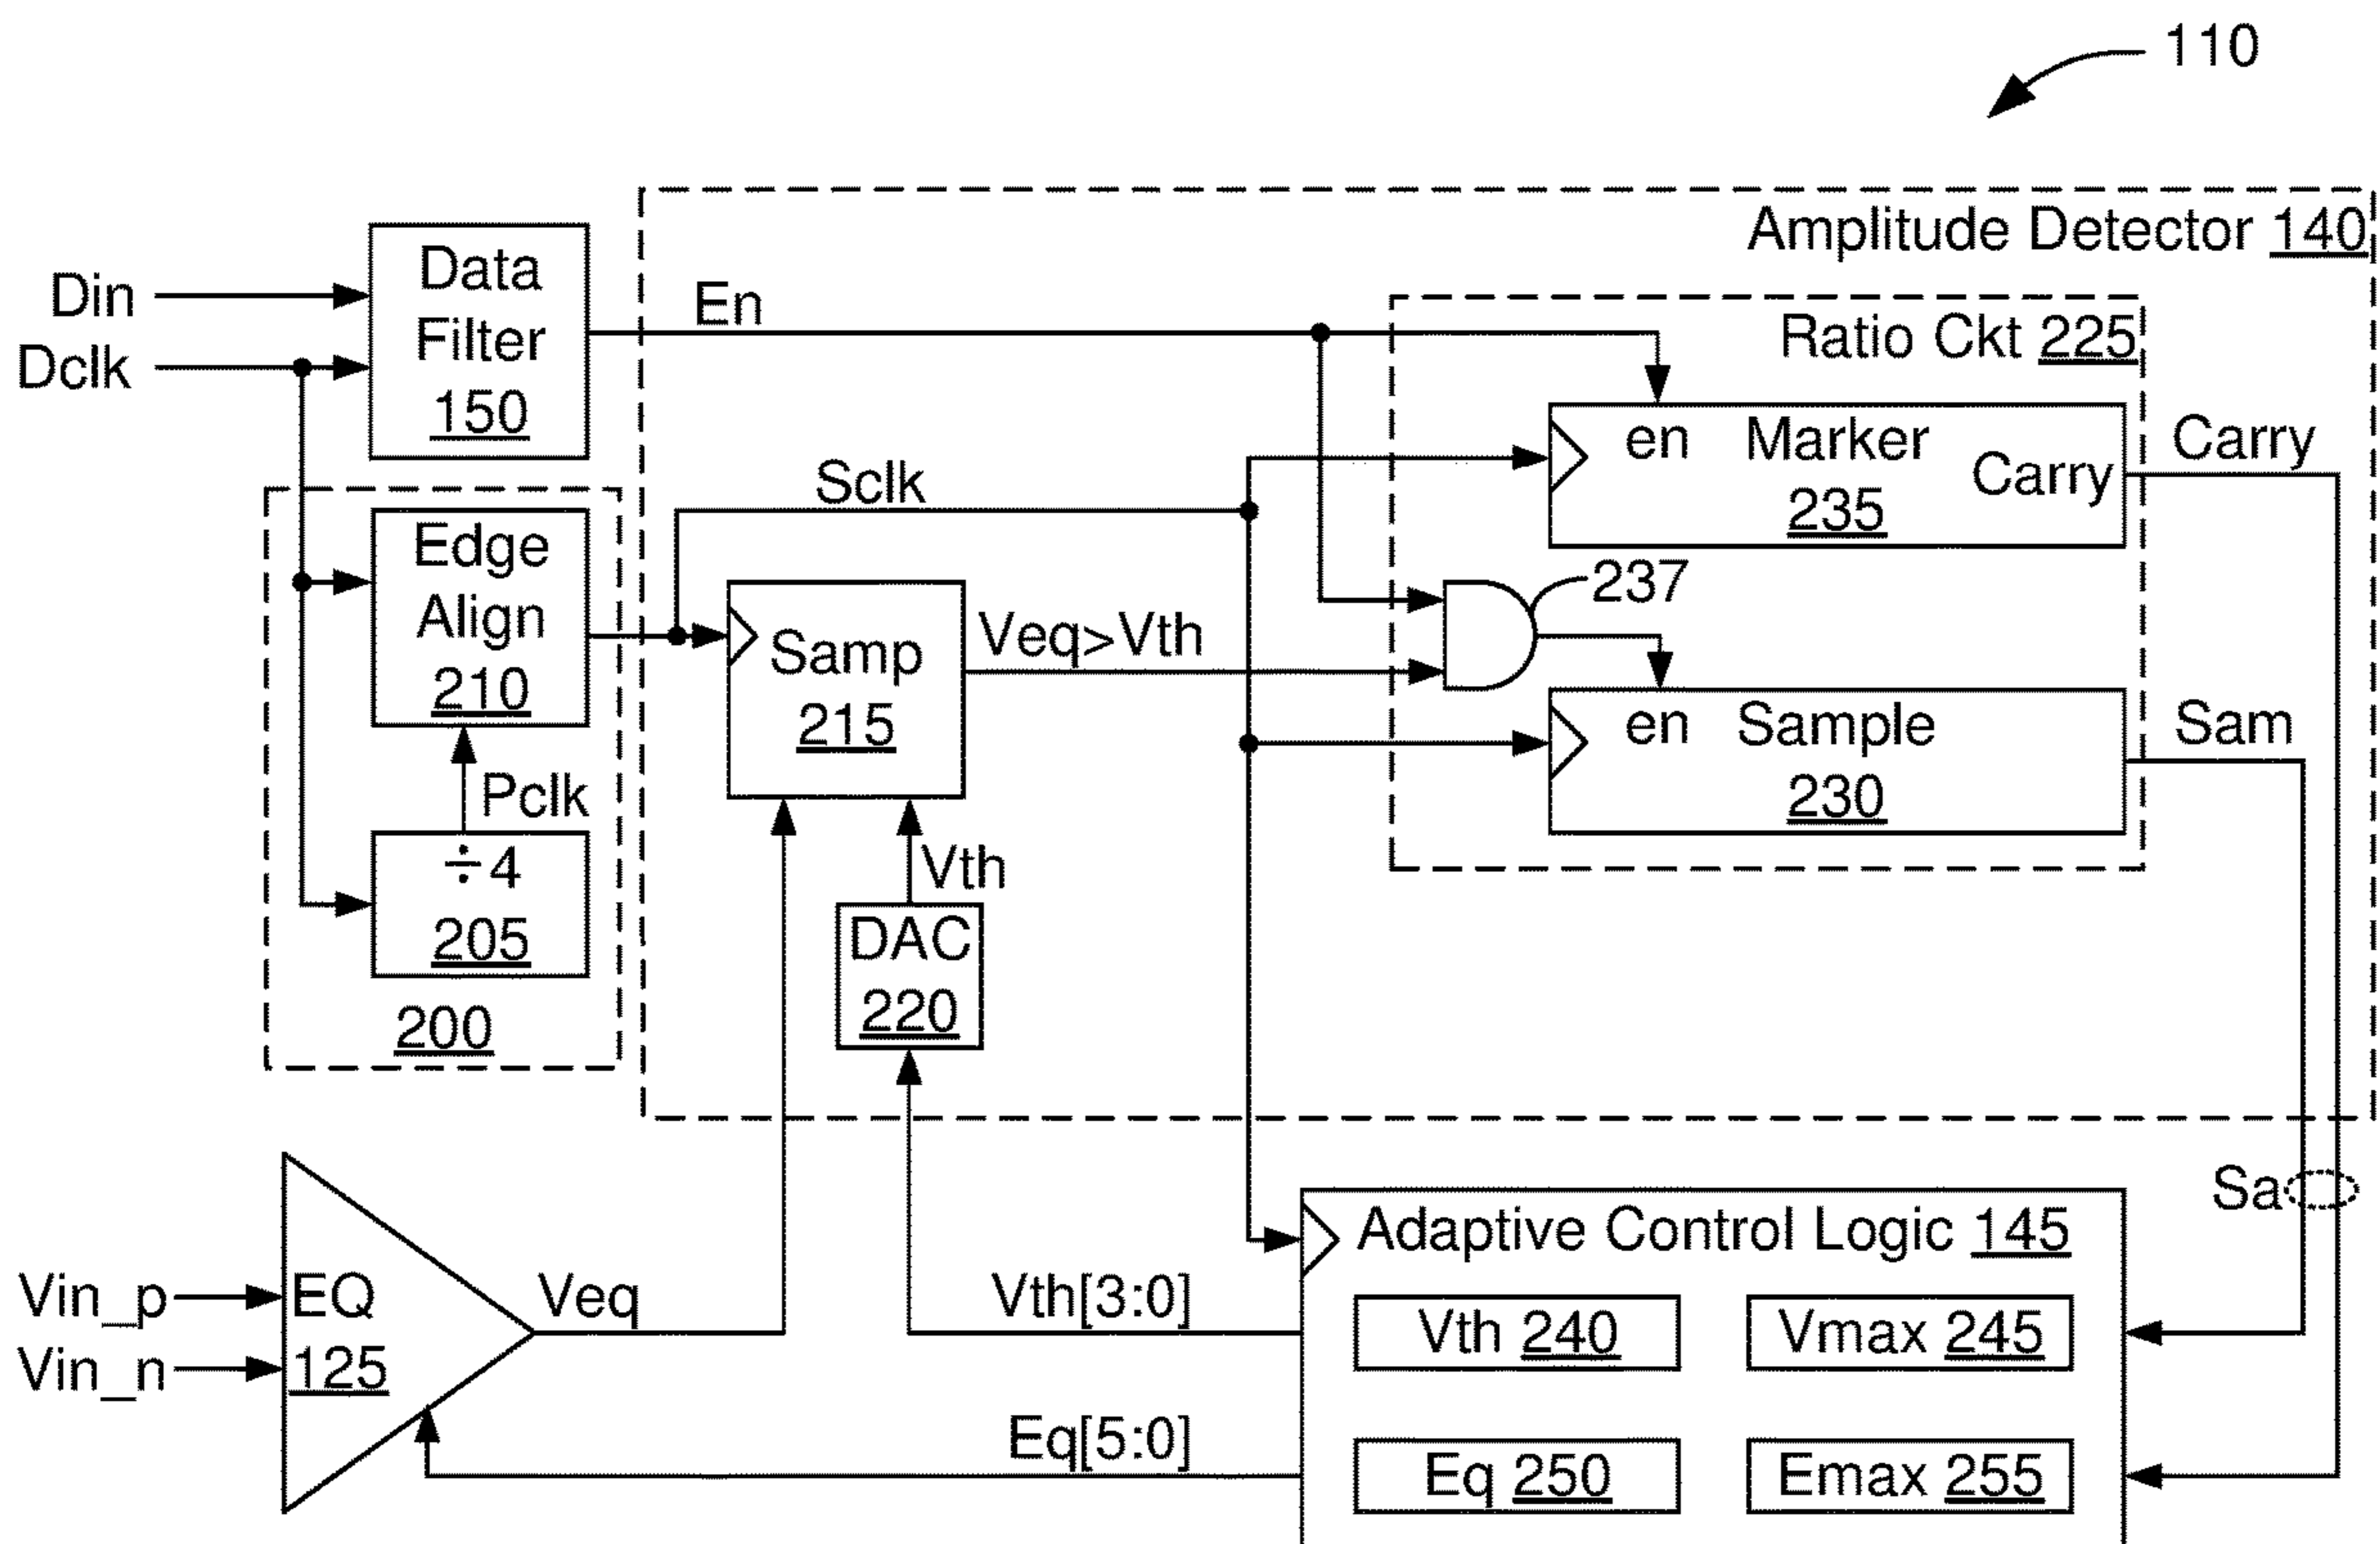 110
Amplitude Detector 140
Din
Dclk
Data
Filter
150
En
Ratio Ckt 225
en Marker
Carry
235
Carry
Sclk
Edge
Align
210
Samp
215
Veq>Vth
237
en Sample
230
Sam
Pclk
÷4
205
200
Vth
DAC
220
Sa
Adaptive Control Logic 145
Vin_p
Vin_n
EQ
125
Veq
Vth[3:0]
Vth 240
Vmax 245
Eq[5:0]
Eq 250
Emax 255